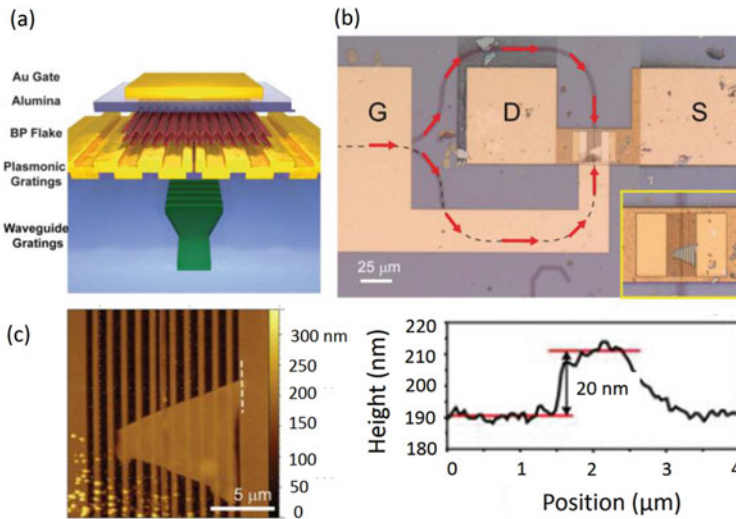 (a)
Au Gate
Alumina
BP Flake
Plasmonic
Gratings
Waveguide
Gratings
(b)
G
D
S
25 μm
(c)
300 nm
250
200
150
100
50
0
5 μm
Height (nm)
220
210
200
190
180
20 nm
0
1
2
3
4
Position (μm)